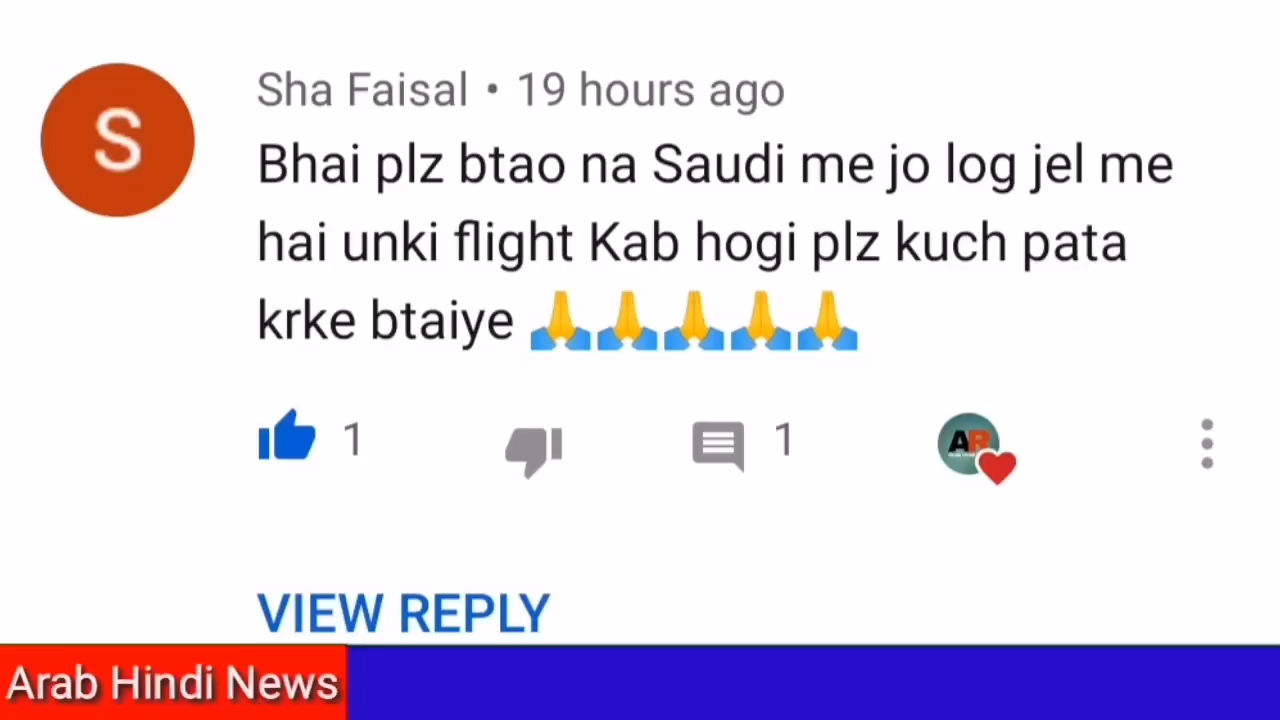 S
Sha Faisal • 19 hours ago
Bhai plz btao na Saudi me jo log jel me
hai unki flight Kab hogi plz kuch pata
krke btaiye 🙏🙏🙏🙏🙏
1
1
AR
VIEW REPLY
Arab Hindi News